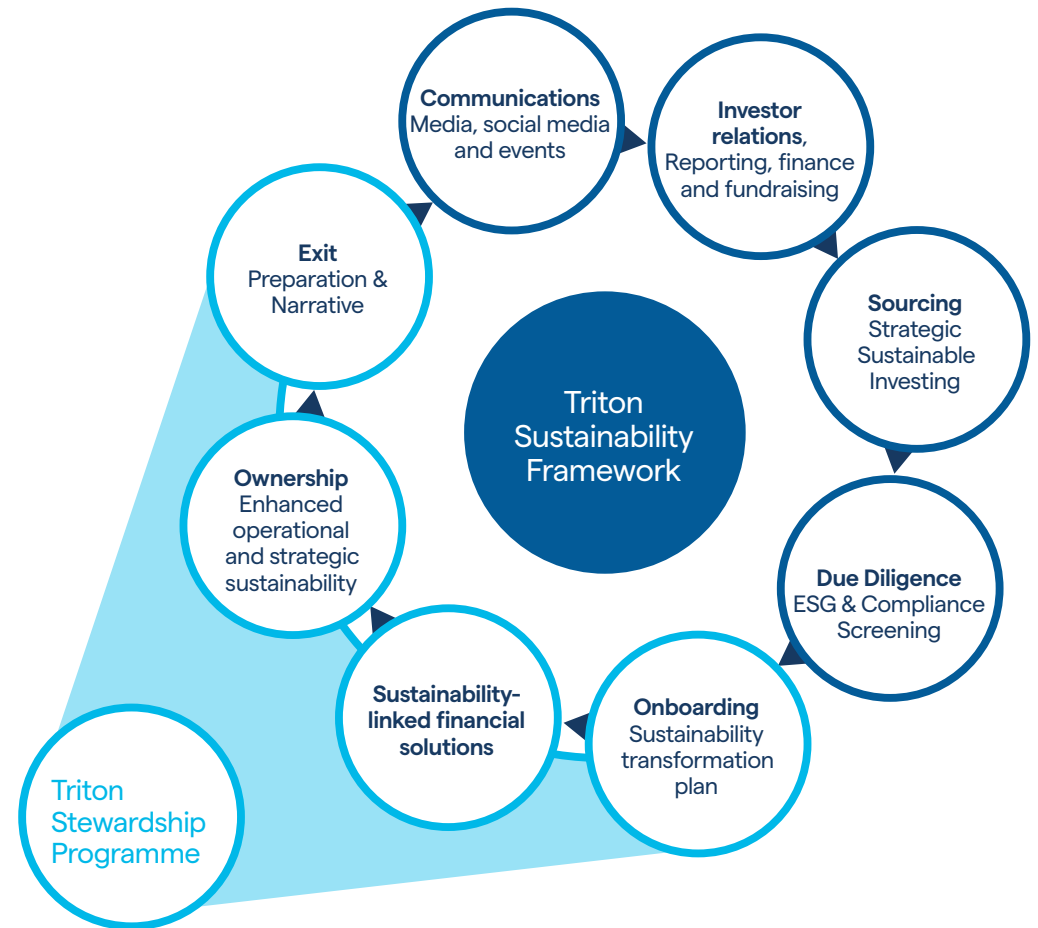 Communications
Media, social media
and events
Investor
relations,
Reporting, finance
and fundraising
Sourcing
Strategic
Sustainable
Investing
Due Diligence
ESG & Compliance
Screening
Onboarding
Sustainability
transformation
plan
Sustainability-
linked financial
solutions
Ownership
Enhanced
operational
and strategic
sustainability
Exit
Preparation &
Narrative
Triton
Sustainability
Framework
Triton
Stewardship
Programme